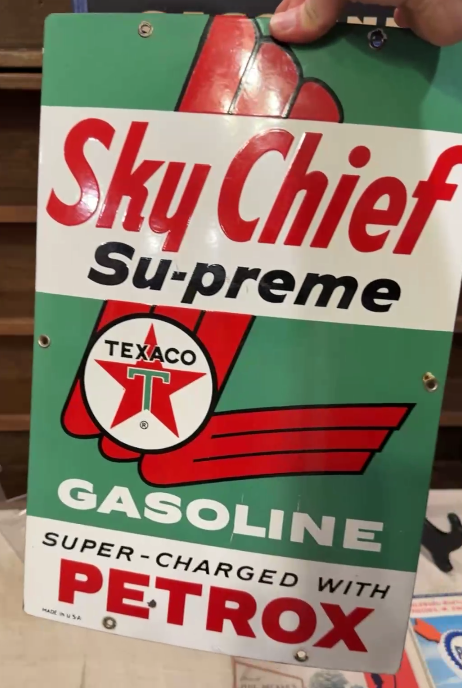 Sky Chief
Su-preme
TEXACO
T
®
GASOLINE
SUPER-CHARGED WITH
PETROX
MADE IN U.S.A